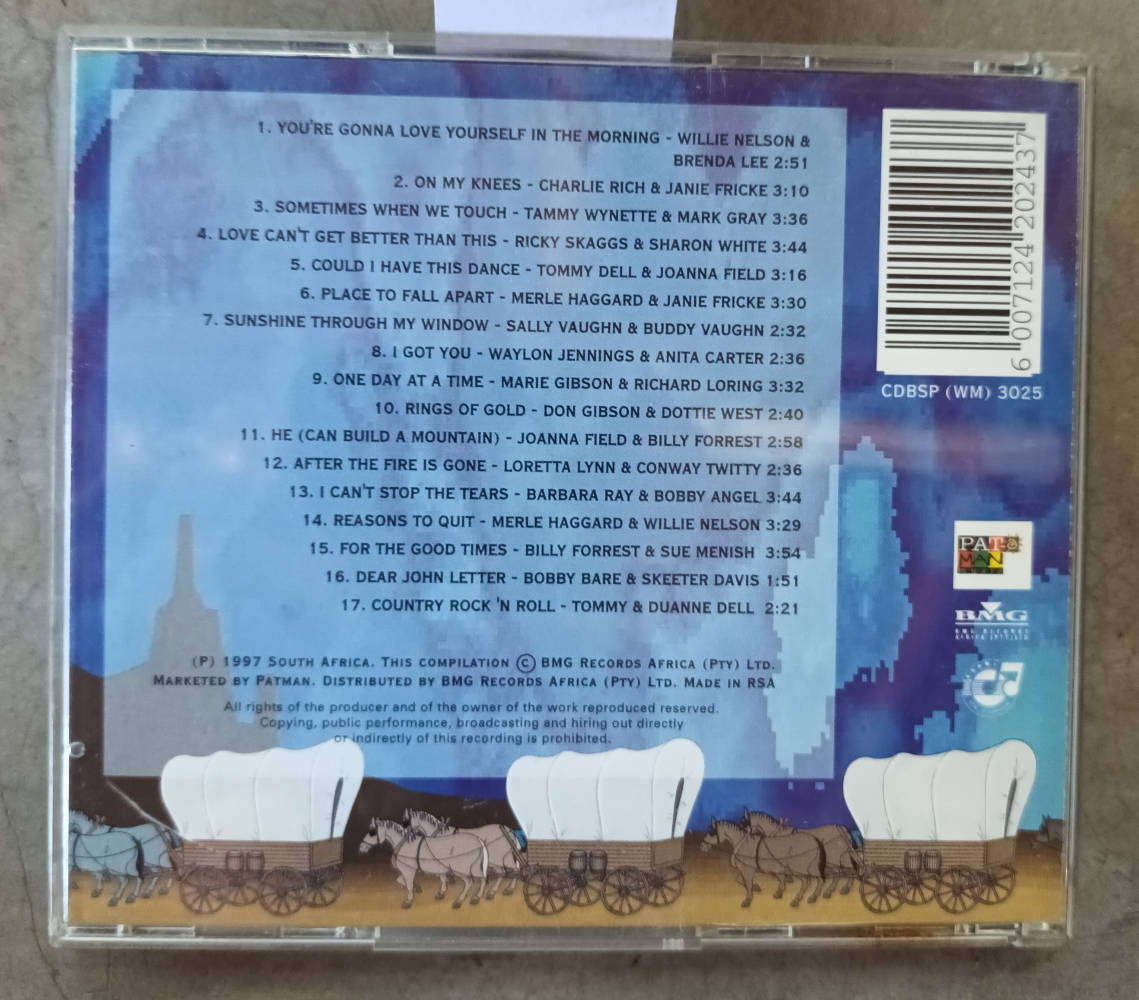 1. YOU'RE GONNA LOVE YOURSELF IN THE MORNING - WILLIE NELSON &
BRENDA LEE 2:51
2. ON MY KNEES - CHARLIE RICH & JANIE FRICKE 3:10
3. SOMETIMES WHEN WE TOUCH - TAMMY WYNETTE & MARK GRAY 3:36
4. LOVE CAN'T GET BETTER THAN THIS - RICKY SKAGGS & SHARON WHITE 3:44
5. COULD I HAVE THIS DANCE - TOMMY DELL & JOANNA FIELD 3:16
6. PLACE TO FALL APART - MERLE HAGGARD & JANIE FRICKE 3:30
7. SUNSHINE THROUGH MY WINDOW - SALLY VAUGHN & BUDDY VAUGHN 2:32
8. I GOT YOU - WAYLON JENNINGS & ANITA CARTER 2:36
9. ONE DAY AT A TIME - MARIE GIBSON & RICHARD LORING 3:32
10. RINGS OF GOLD - DON GIBSON & DOTTIE WEST 2:40
11. HE (CAN BUILD A MOUNTAIN) - JOANNA FIELD & BILLY FORREST 2:58
12. AFTER THE FIRE IS GONE - LORETTA LYNN & CONWAY TWITTY 2:36
13. I CAN'T STOP THE TEARS - BARBARA RAY & BOBBY ANGEL 3:44
14. REASONS TO QUIT - MERLE HAGGARD & WILLIE NELSON 3:29
15. FOR THE GOOD TIMES - BILLY FORREST & SUE MENISH 3:54
16. DEAR JOHN LETTER - BOBBY BARE & SKEETER DAVIS 1:51
17. COUNTRY ROCK 'N ROLL - TOMMY & DUANNE DELL 2:21
(P) 1997 SOUTH AFRICA. THIS COMPILATION © BMG RECORDS AFRICA (PTY) LTD.
MARKETED BY PATMAN. DISTRIBUTED BY BMG RECORDS AFRICA (PTY) LTD. MADE IN RSA
All rights of the producer and of the owner of the work reproduced reserved.
Copying, public performance, broadcasting and hiring out directly
or indirectly of this recording is prohibited.
6 007124 202437
CDBSP (WM) 3025
PAT
MAN
BMG
BMG RECORDS
AFRICA (PTY) LTD